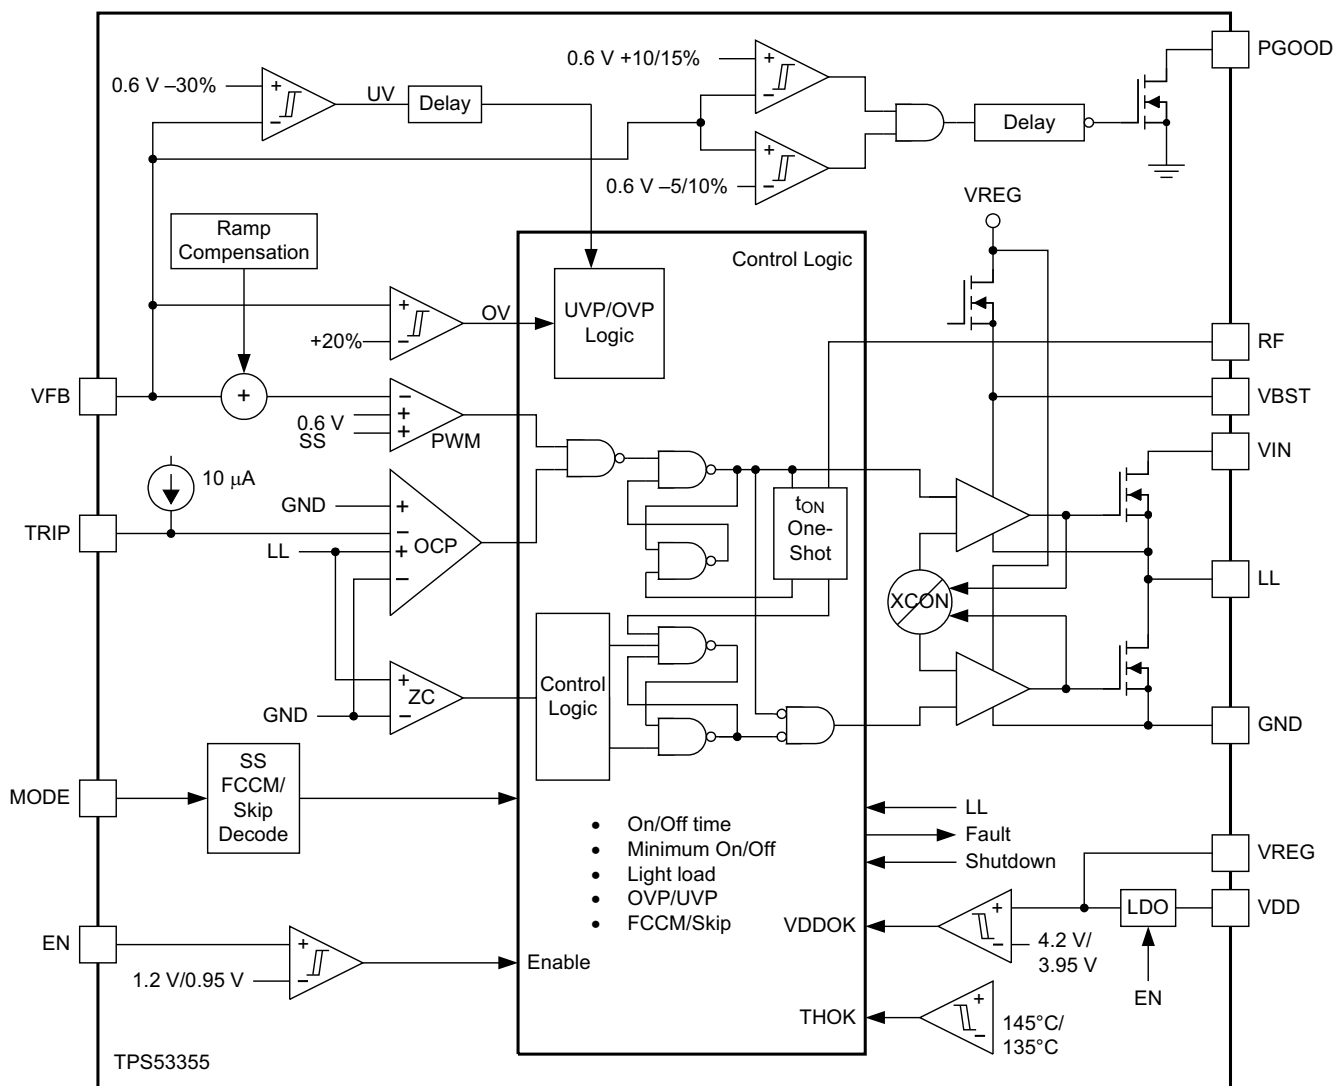 PGOOD
0.6 V +10/15%
0.6 V –30%
+
−
UV
Delay
+
−
Delay
+
−
0.6 V –5/10%
VREG
Ramp
Compensation
Control Logic
UVP/OVP
Logic
+
−
OV
+20%
RF
VFB
+
−
+
+
0.6 V
SS
PWM
VBST
VIN
10 µA
tON
One-
Shot
GND
+
−
+
−
OCP
TRIP
LL
LL
XCON
Control
Logic
+
−
ZC
GND
GND
MODE
SS
FCCM/
Skip
Decode
LL
Fault
Shutdown
• On/Off time
• Minimum On/Off
• Light load
• OVP/UVP
• FCCM/Skip
VREG
LDO
VDD
VDDOK
+
−
4.2 V/
3.95 V
EN
EN
+
−
1.2 V/0.95 V
Enable
THOK
+
−
145°C/
135°C
TPS53355